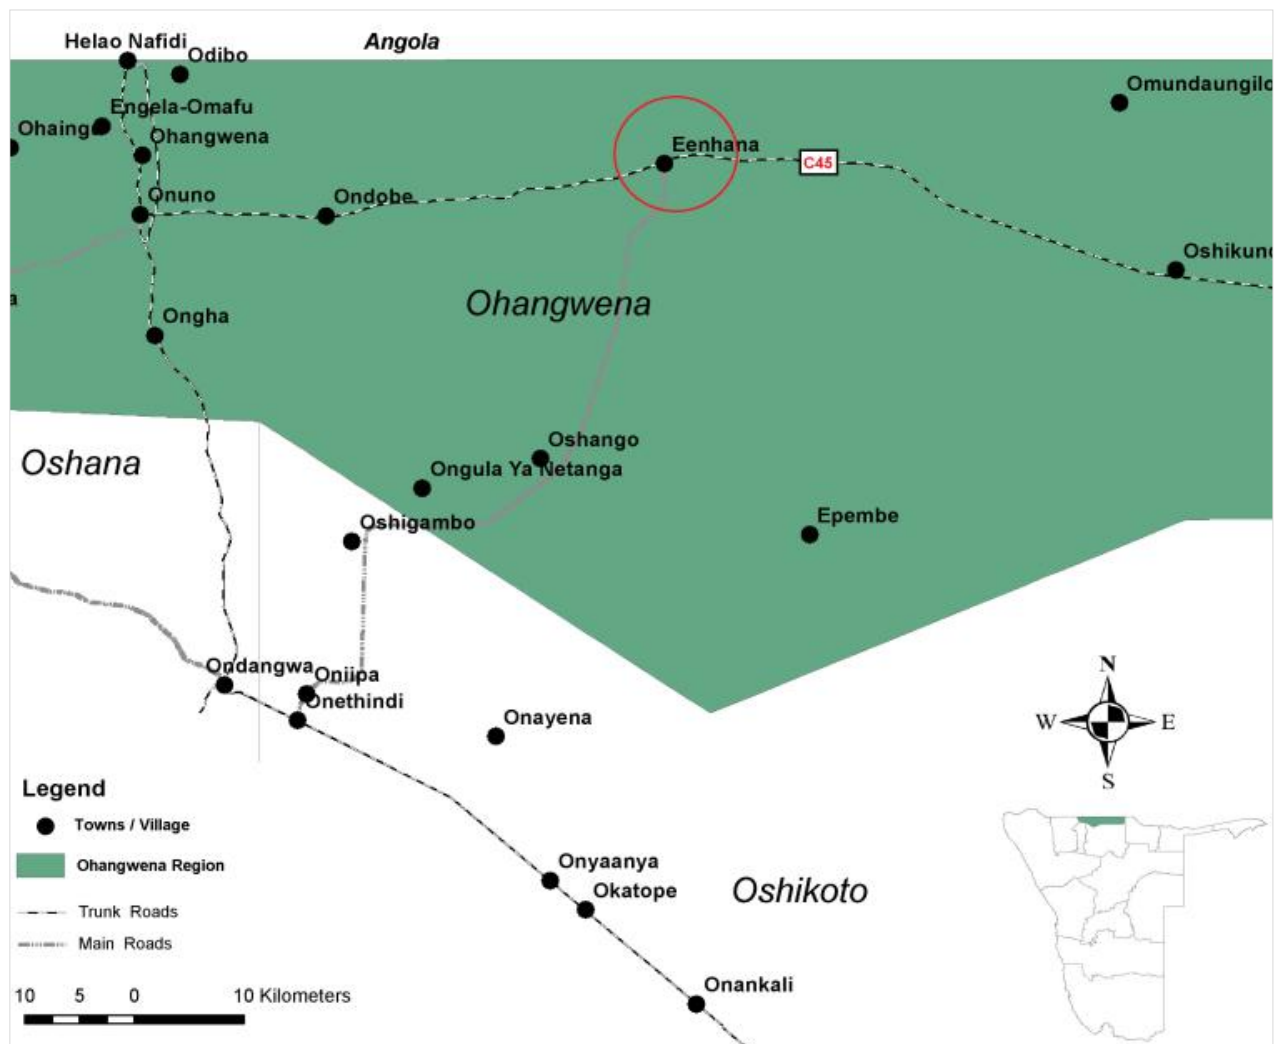 Angola
Helao Nafidi
Odibo
Omundaungilo
Engela-Omafu
Ohainga
Ohangwena
Eenhana
C45
Onuno
Ondobe
Oshikund
a
Ohangwena
Ongha
Oshango
Oshana
Ongula Ya Netanga
Oshigambo
Epembe
Ondangwa
Oniipa
Onethindi
Onayena
N
W
E
S
Legend
Towns / Village
Ohangwena Region
Trunk Roads
Main Roads
Onyaanya
Okatope
Oshikoto
Onankali
10 5 0 10 Kilometers